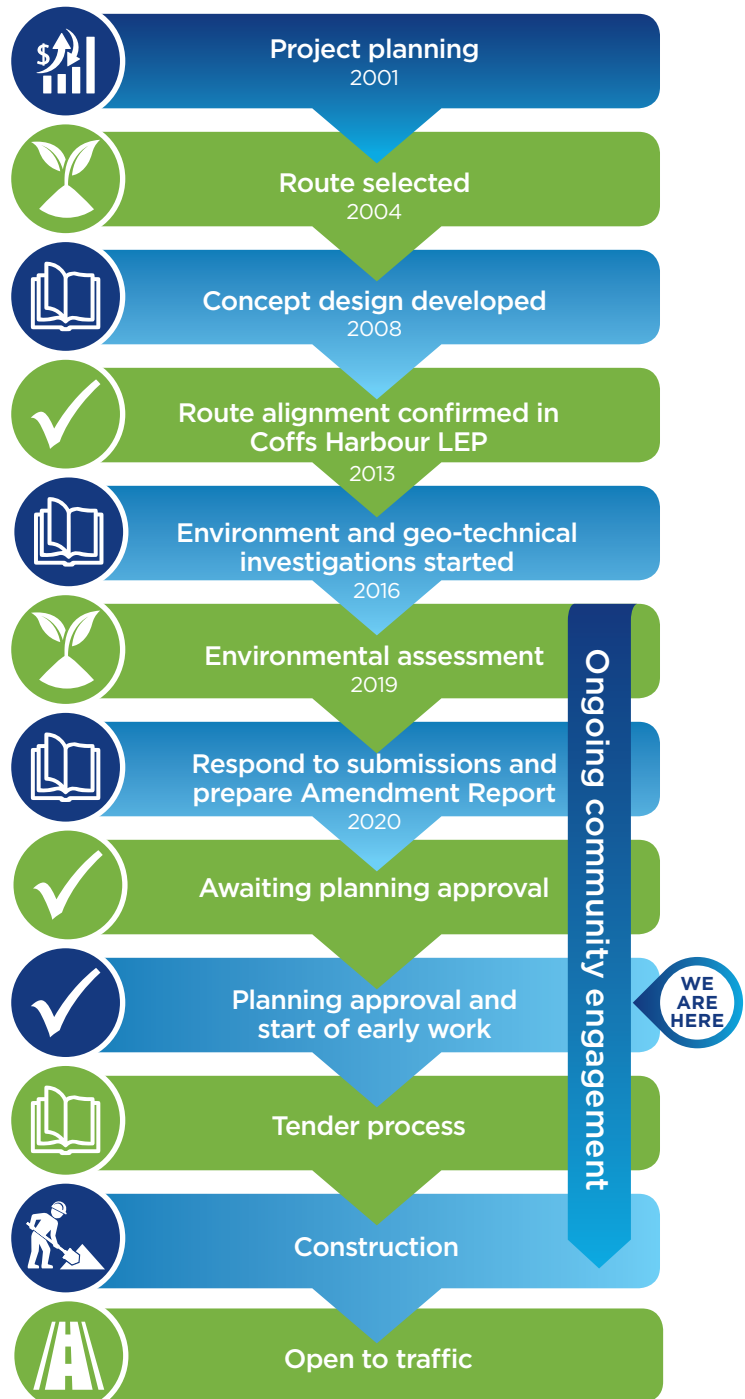 $
Project planning
2001
Route selected
2004
Concept design developed
2008
Route alignment confirmed in
Coffs Harbour LEP
2013
Environment and geo-technical
investigations started
2016
Environmental assessment
2019
Respond to submissions and
prepare Amendment Report
2020
Awaiting planning approval
Planning approval and
start of early work
Tender process
Construction
Open to traffic
Ongoing community engagement
WE
ARE
HERE